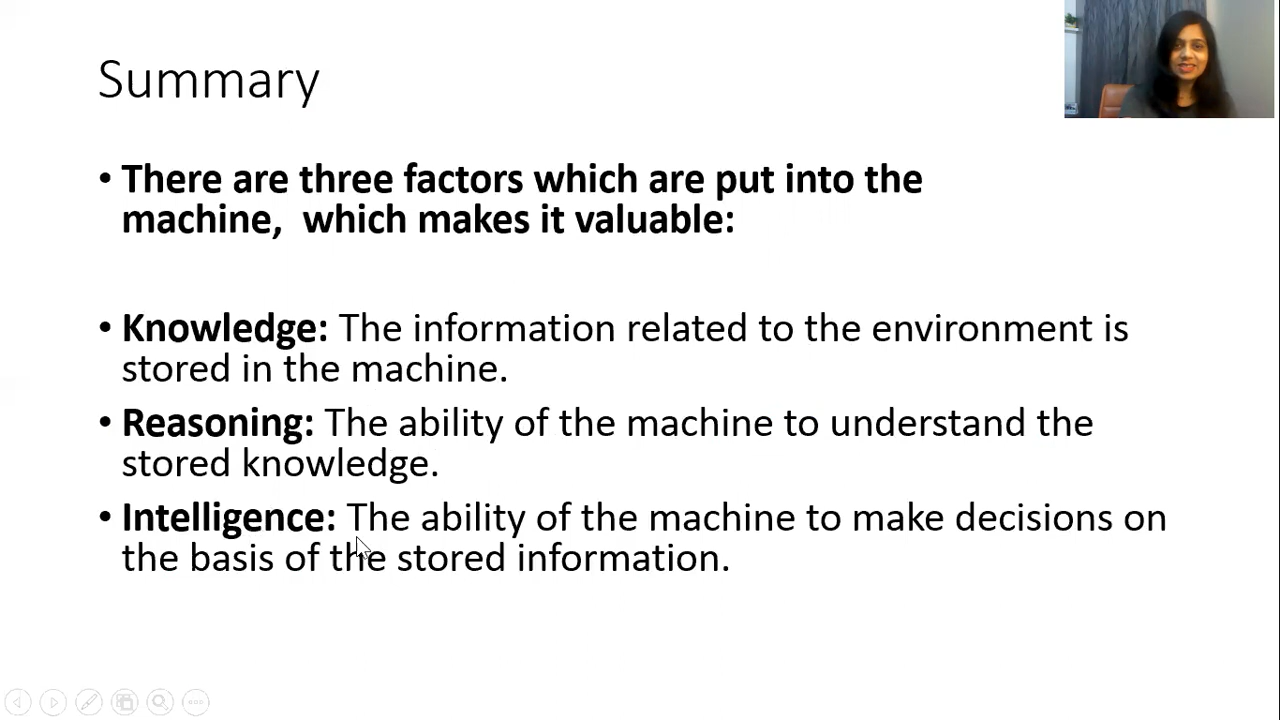 Summary
• There are three factors which are put into the
machine,  which makes it valuable:
• Knowledge: The information related to the environment is
stored in the machine.
• Reasoning: The ability of the machine to understand the
stored knowledge.
• Intelligence: The ability of the machine to make decisions on
the basis of the stored information.